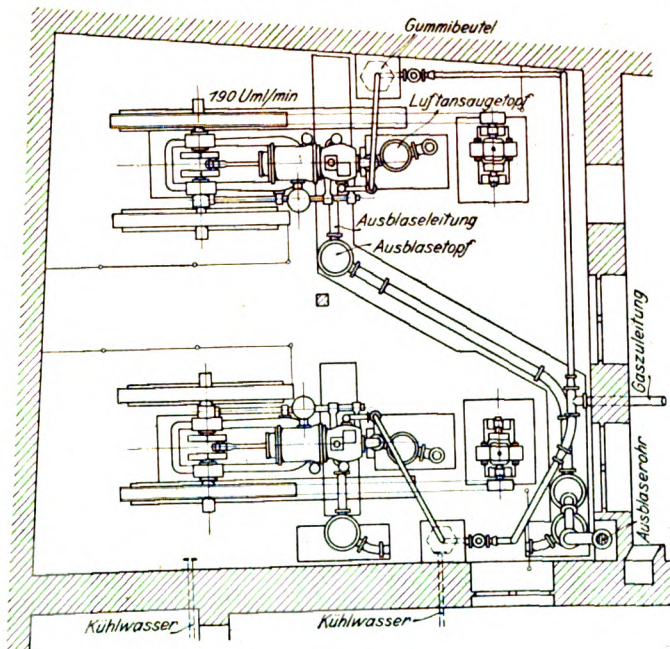 Gummibeutel
190 Uml/min
Luftansaugetopf
Ausblaseleitung
Ausblasetopf
Gaszuleitung
Ausblaserohr
Kühlwasser
Kühlwasser